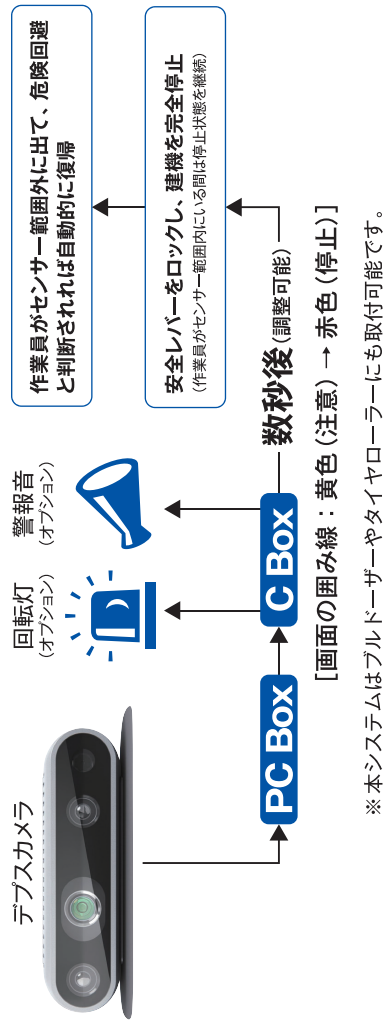 デプスカメラ
回転灯
(オプション)
警報音
(オプション)
PC Box
C Box
数秒後(調整可能)
安全レバーをロックし、建機を完全停止
(作業員がセンサー範囲内にいる間は停止状態を継続)
作業員がセンサー範囲外に出て、危険回避
と判断されれば自動的に復帰
[画面の囲み線：黄色(注意) → 赤色(停止)]
※本システムはブルドーザーやタイヤローラーにも取付可能です。